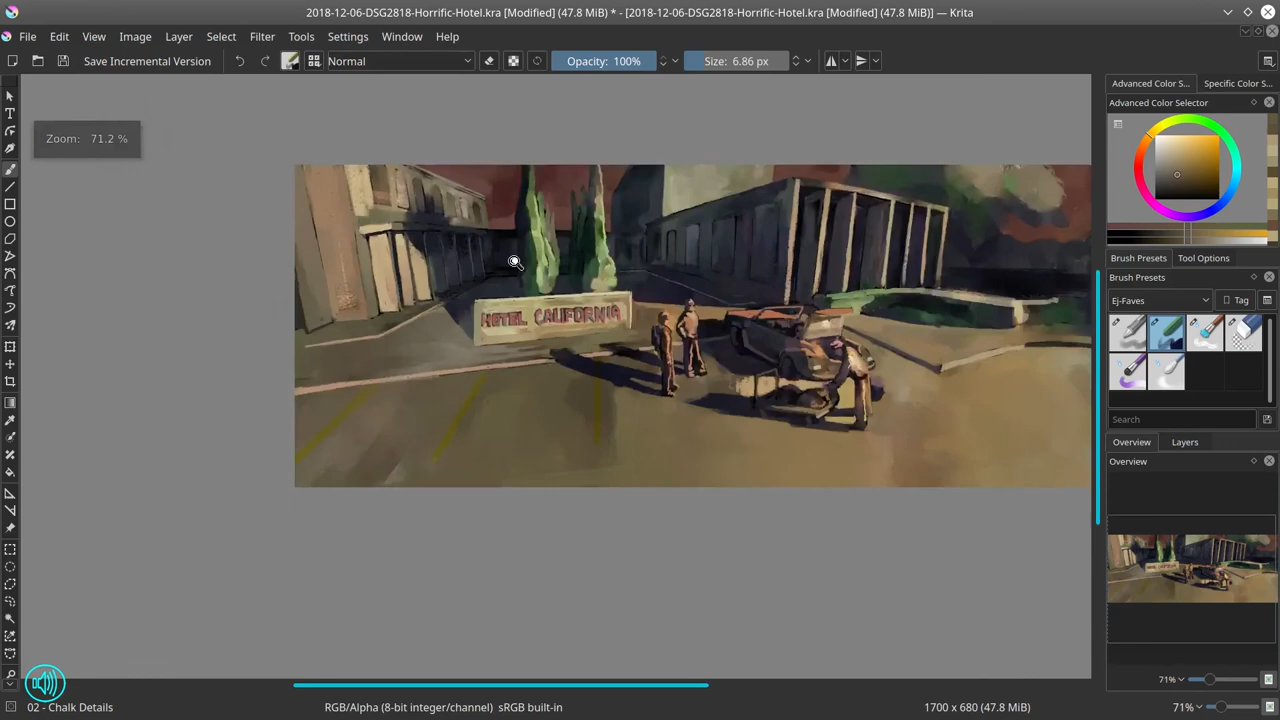 2018-12-06-DSG2818-Horrific-Hotel.kra [Modified] (47.8 MiB) * - [2018-12-06-DSG2818-Horrific-Hotel.kra [Modified] (47.8 MiB)] — Krita
File Edit View Image Layer Select Filter Tools Settings Window Help
Save Incremental Version Normal Opacity: 100% Size: 6.86 px
Advanced Color S... Specific Color S...
Advanced Color Selector
Zoom: 71.2 %
HOTEL CALIFORNIA
Brush Presets Tool Options
Brush Presets
Ej-Faves Tag
Search
Overview Layers
Overview
71%
02 - Chalk Details RGB/Alpha (8-bit integer/channel) sRGB built-in 1700 x 680 (47.8 MiB) 71%